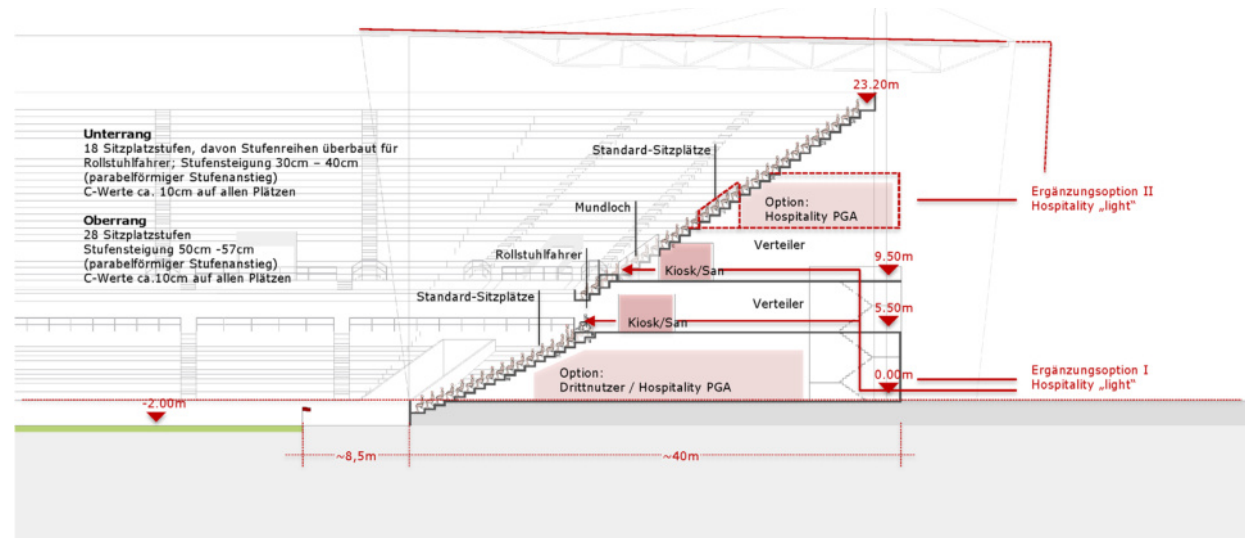 23.20m
Unterrang
18 Sitzplatzstufen, davon Stufenreihen überbaut für
Rollstuhlfahrer; Stufensteigung 30cm – 40cm
(parabelförmiger Stufenanstieg)
C-Werte ca. 10cm auf allen Plätzen
Oberrang
28 Sitzplatzstufen
Stufensteigung 50cm -57cm
(parabelförmiger Stufenanstieg)
C-Werte ca.10cm auf allen Plätzen
Standard-Sitzplätze
Mundloch
Option:
Hospitality PGA
Ergänzungsoption II
Hospitality „light“
Verteiler
Rollstuhlfahrer
9.50m
Kiosk/San
Standard-Sitzplätze
Verteiler
5.50m
Kiosk/San
Option:
Drittnutzer / Hospitality PGA
0.00m
Ergänzungsoption I
Hospitality „light“
-2.00m
~8,5m
~40m